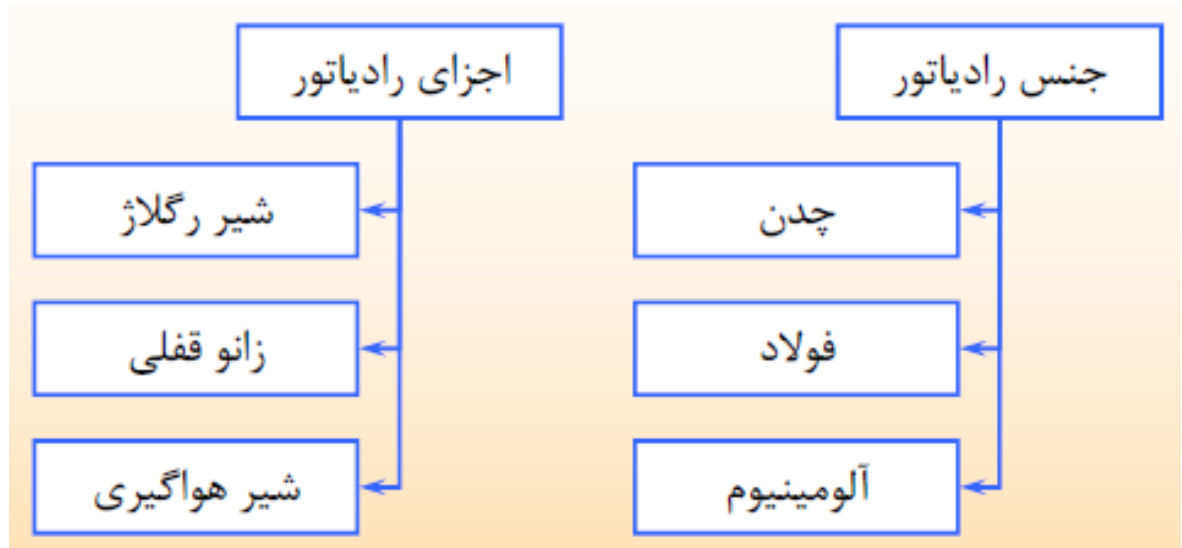 جنس رادیاتور
چدن
فولاد
آلومینیوم
اجزای رادیاتور
شیر رگلاژ
زانو قفلی
شیر هواگیری